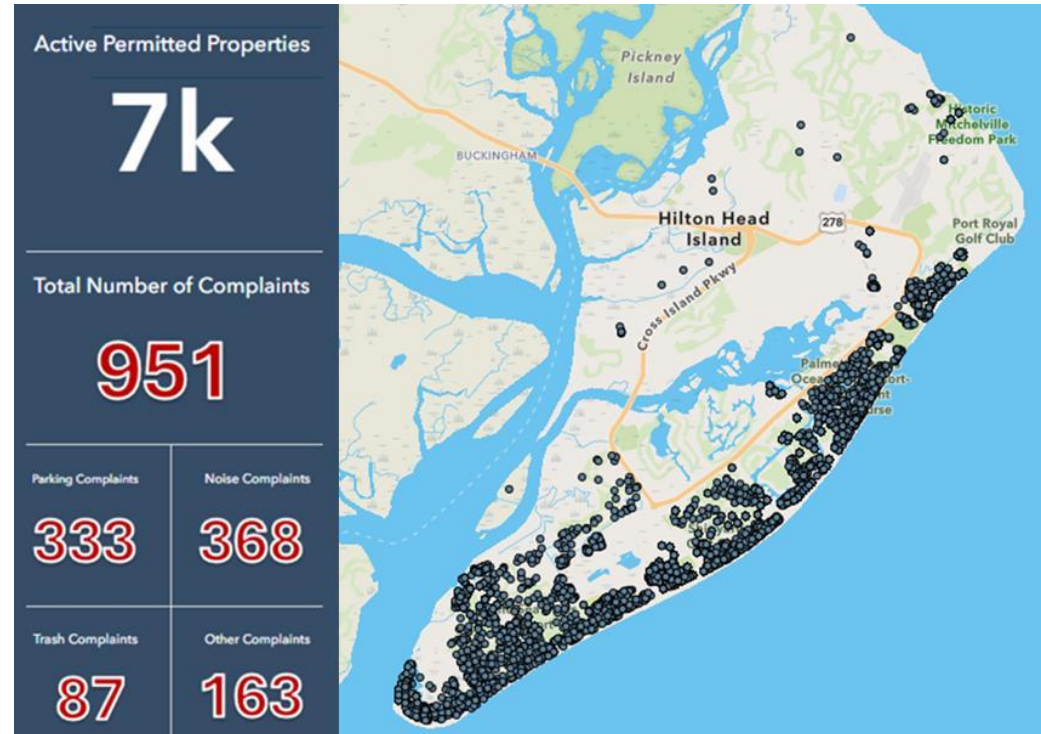 Active Permitted Properties
7k
Total Number of Complaints
951
Parking Complaints
333
Noise Complaints
368
Trash Complaints
87
Other Complaints
163
Pickney
Island
BUCKINGHAM
Historic
Mitchelville
Freedom Park
Hilton Head
Island
278
Port Royal
Golf Club
Cross Island Pkwy